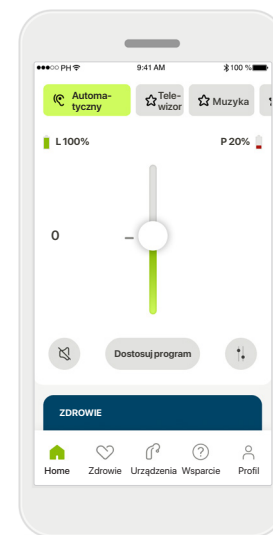 PH 9:41 AM 100 %
Automa-
tyczny
Tele-
wizor
Muzyka
L 100% P 20%
0
Dostosuj program
ZDROWIE
Home Zdrowie Urządzenia Wsparcie Profil